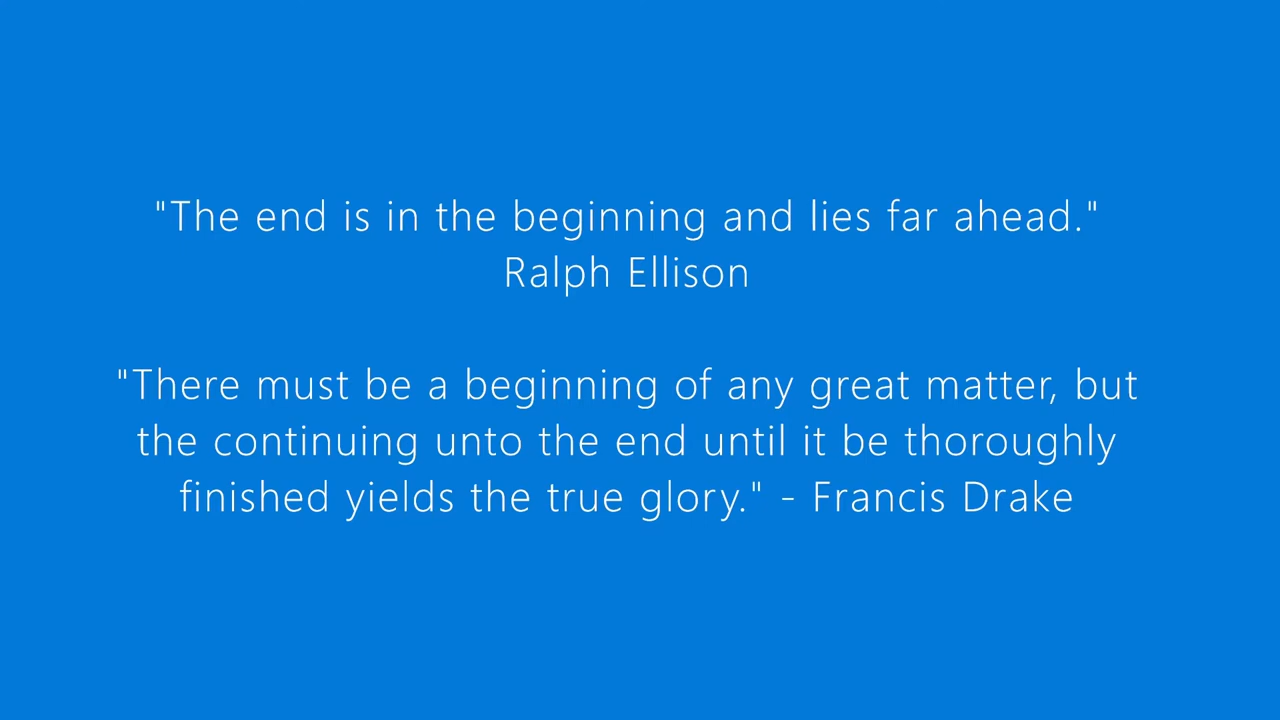 "The end is in the beginning and lies far ahead."
Ralph Ellison
"There must be a beginning of any great matter, but
the continuing unto the end until it be thoroughly
finished yields the true glory." - Francis Drake